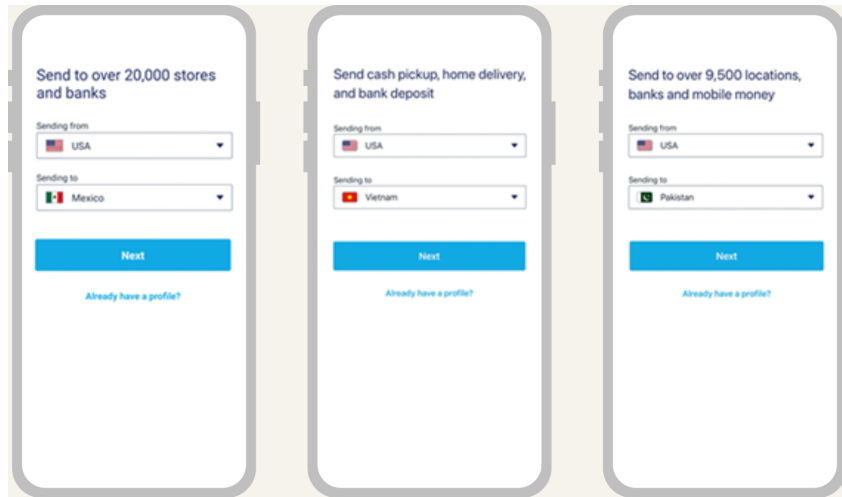 Send to over 20,000 stores
and banks
Sending from
USA
Sending to
Mexico
Next
Already have a profile?
Send cash pickup, home delivery,
and bank deposit
Sending from
USA
Sending to
Vietnam
Next
Already have a profile?
Send to over 9,500 locations,
banks and mobile money
Sending from
USA
Sending to
Pakistan
Next
Already have a profile?